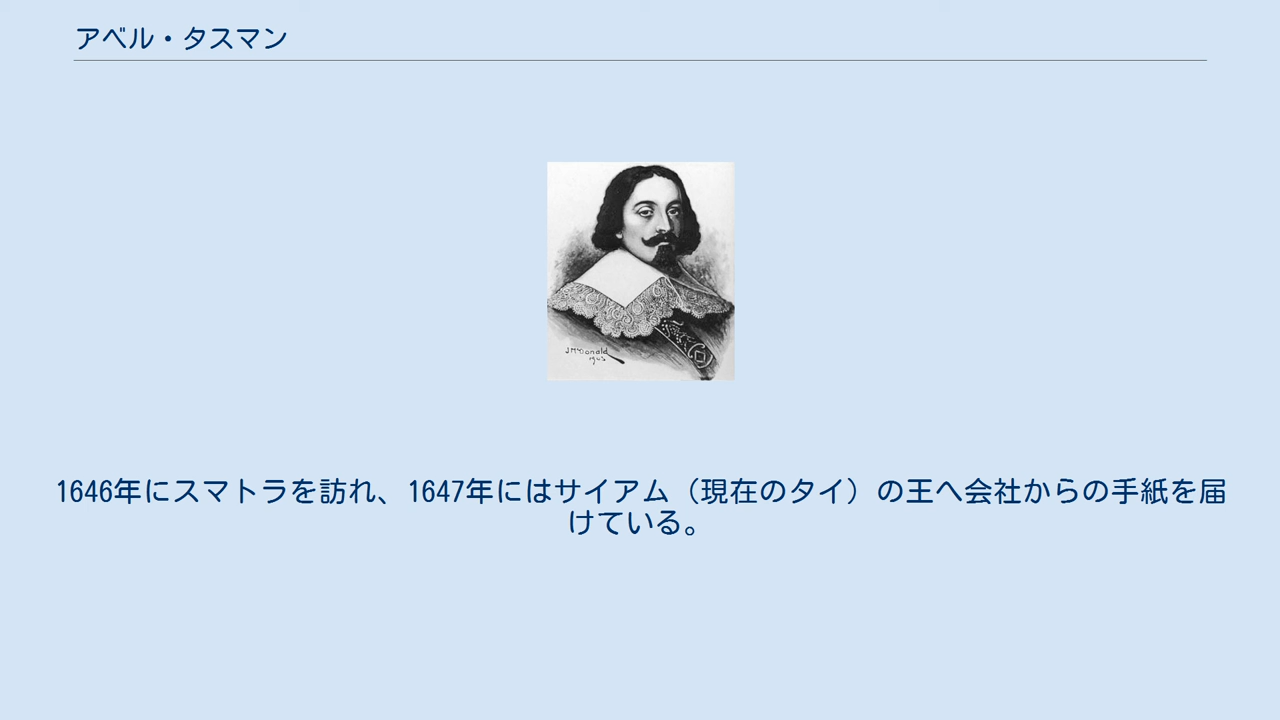 アベル・タスマン
1646年にスマトラを訪れ、1647年にはサイアム（現在のタイ）の王へ会社からの手紙を届
けている。